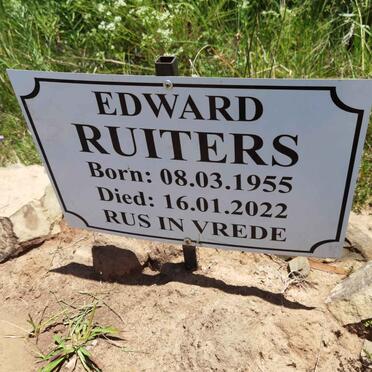 EDWARD
RUITERS
Born: 08.03.1955
Died: 16.01.2022
RUS IN VREDE